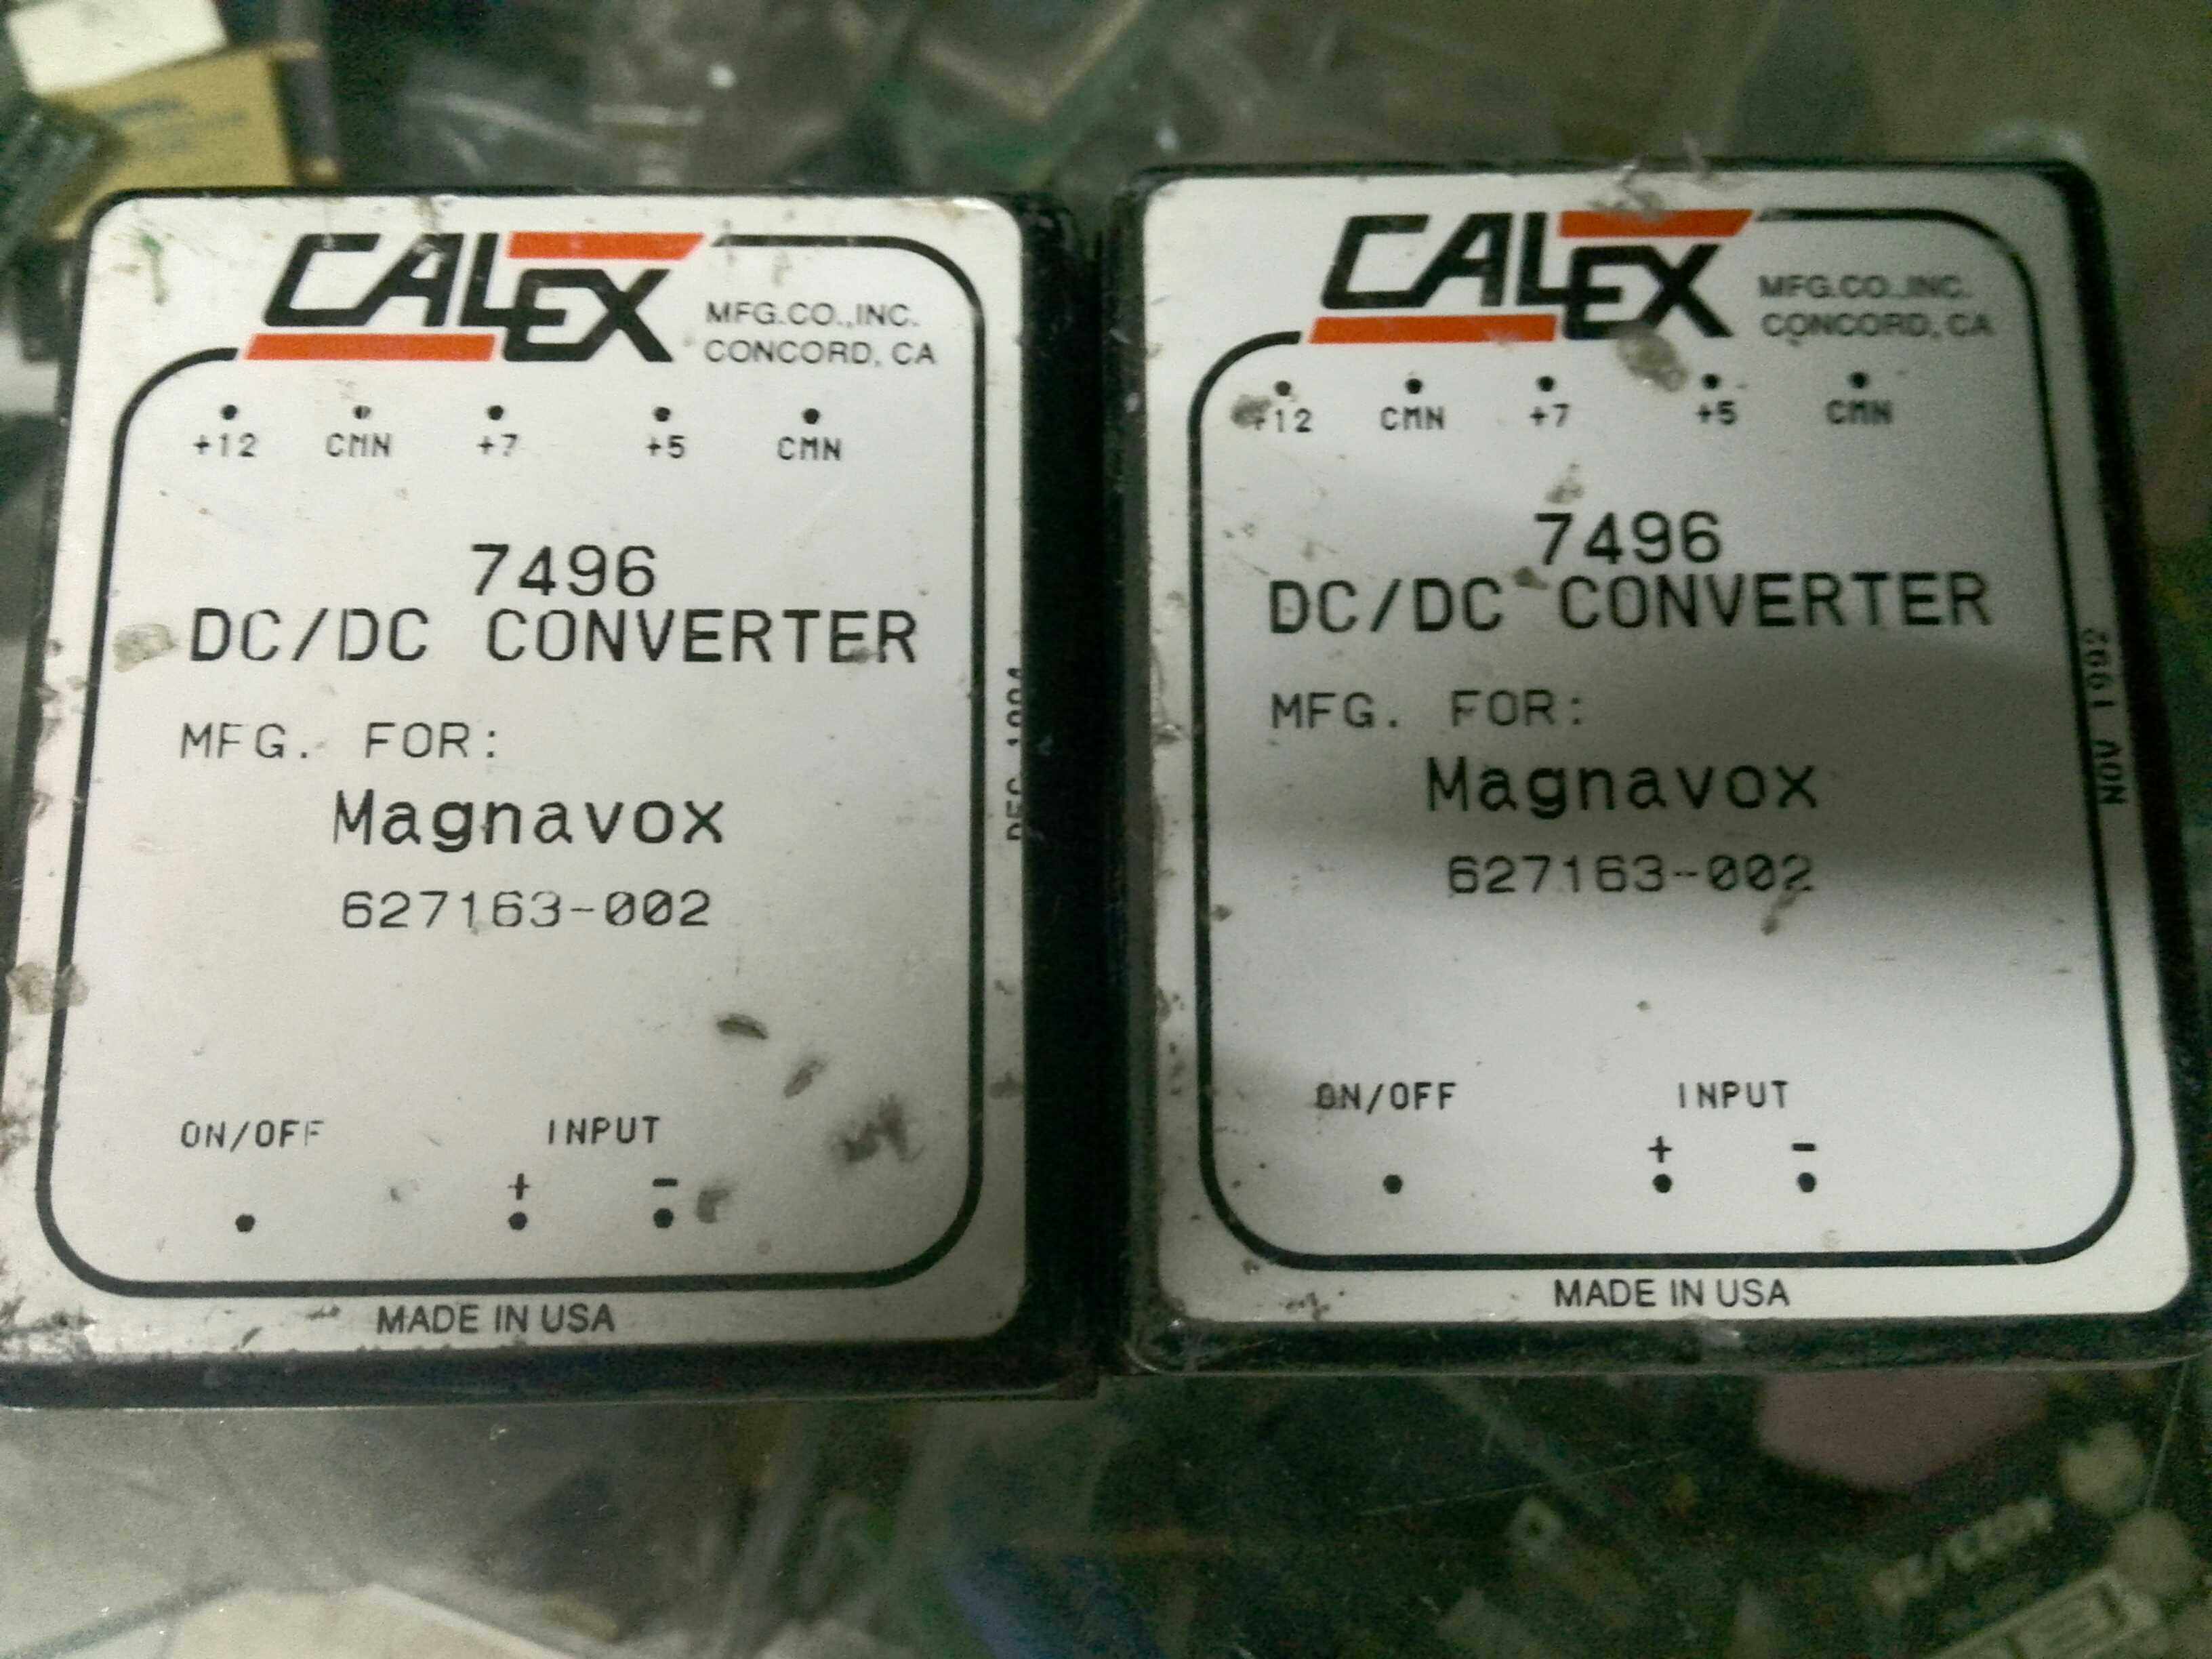 CALEX
MFG.CO.,INC.
CONCORD, CA
+12 CMN +7 +5 CMN
7496
DC/DC CONVERTER
MFG. FOR:
Magnavox
627163-002
ON/OFF INPUT
+ -
MADE IN USA
CALEX
MFG.CO.,INC.
CONCORD, CA
+12 CMN +7 +5 CMN
7496
DC/DC CONVERTER
MFG. FOR:
Magnavox
627163-002
NOV 1992
ON/OFF INPUT
+ -
MADE IN USA